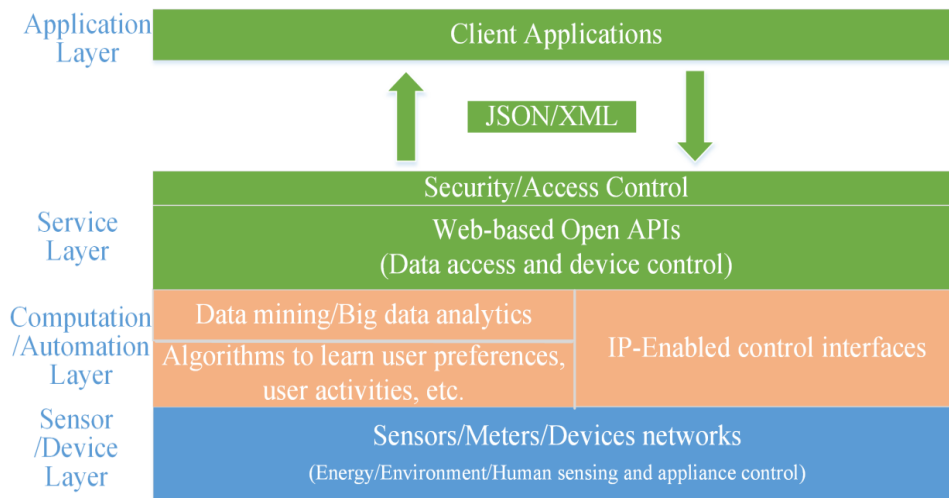 Application
Layer
Client Applications
JSON/XML
Service
Layer
Security/Access Control
Web-based Open APIs
(Data access and device control)
Computation
/Automation
Layer
Data mining/Big data analytics
Algorithms to learn user preferences,
user activities, etc.
IP-Enabled control interfaces
Sensor
/Device
Layer
Sensors/Meters/Devices networks
(Energy/Environment/Human sensing and appliance control)